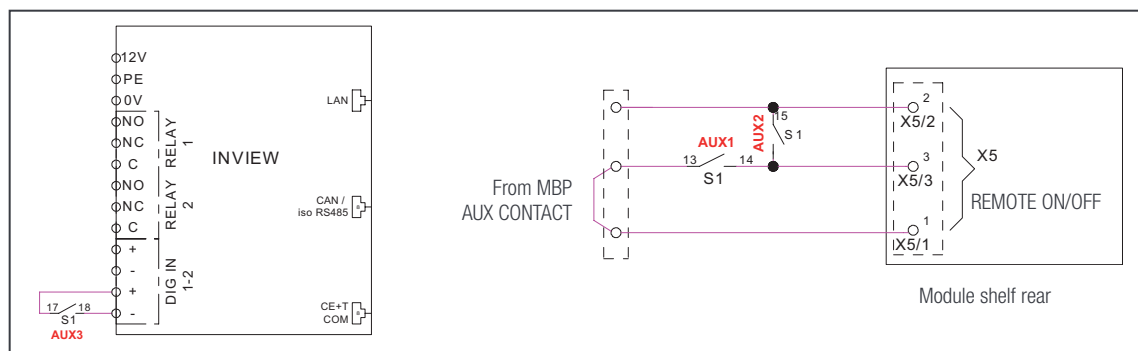 12V
PE
0V
NO
NC
C
NO
NC
C
+
-
+
-
RELAY
1
RELAY
2
DIG IN
1-2
INVIEW
LAN
CAN /
iso RS485
CE+T
COM
17 18
S1
AUX3
From MBP
AUX CONTACT
AUX1
13 14
S1
AUX2
15
S 1
2
X5/2
3
X5/3
1
X5/1
X5
REMOTE ON/OFF
Module shelf rear